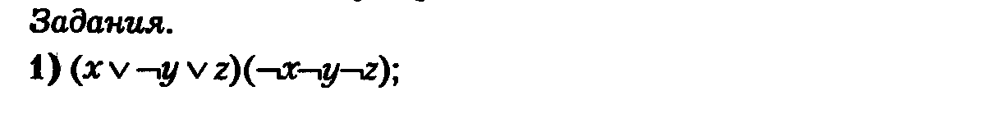 Задания.
1) (x ∨ ¬y ∨ z)(¬x¬y¬z);